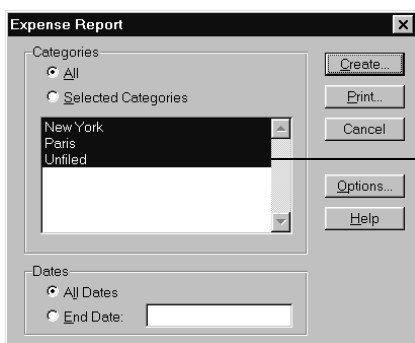 Expense Report
Categories
All
Selected Categories
New York
Paris
Unfiled
Create...
Print...
Cancel
Options...
Help
Dates
All Dates
End Date: